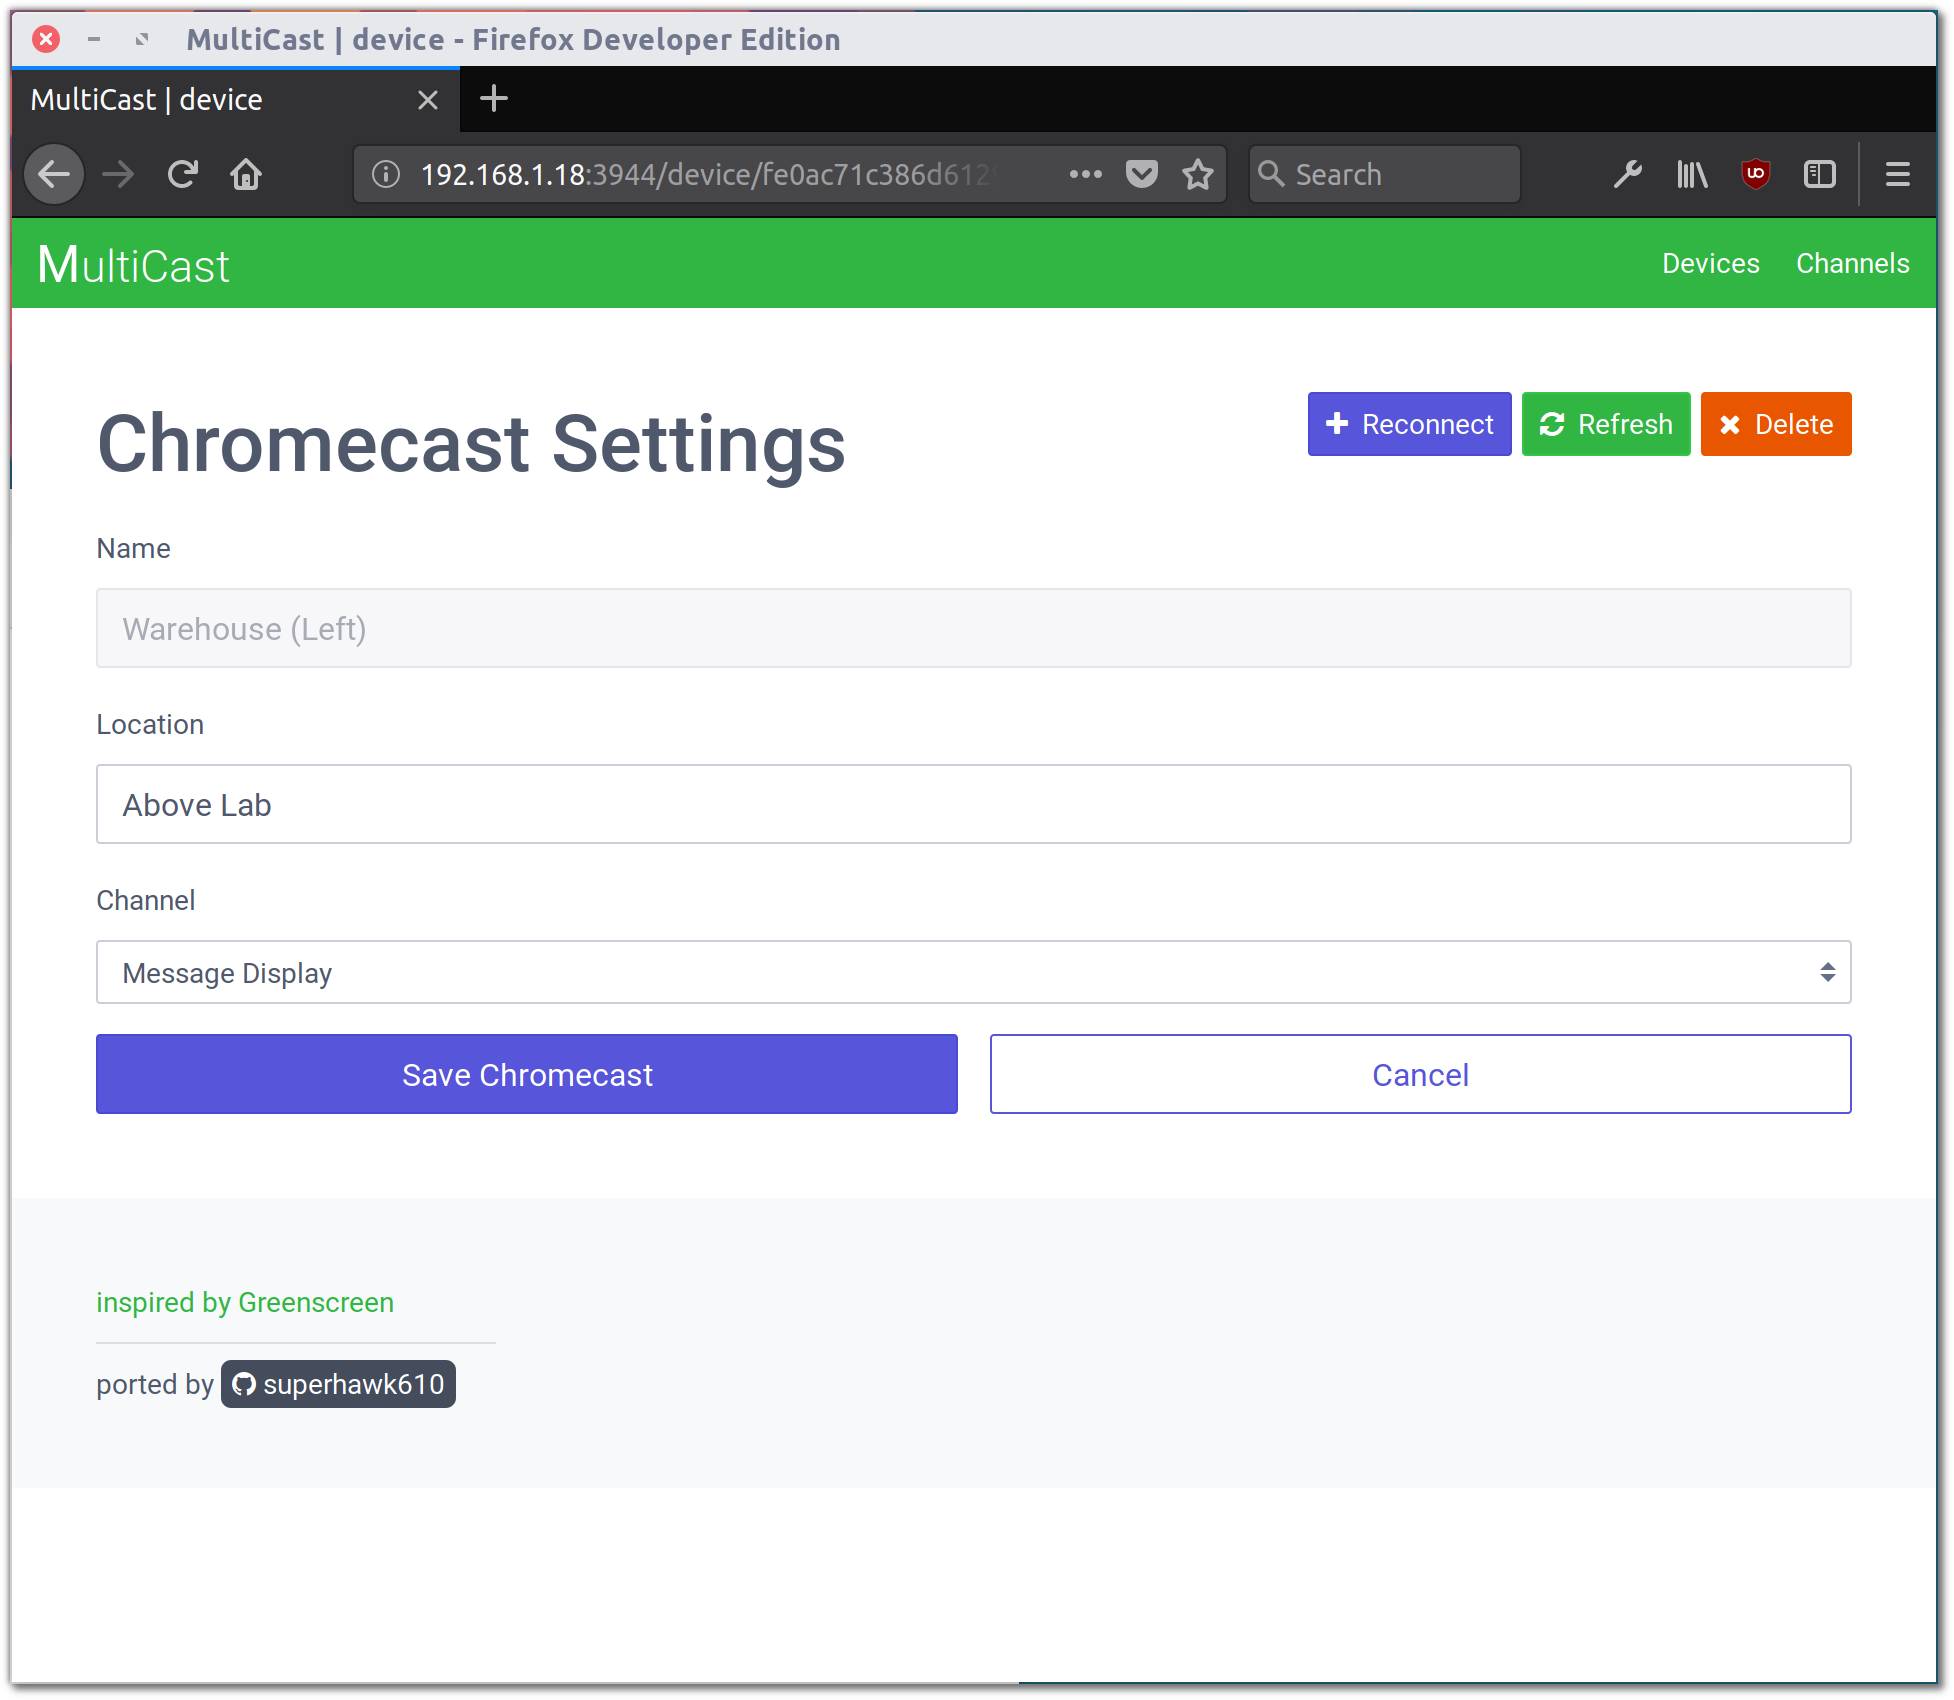 MultiCast | device - Firefox Developer Edition
MultiCast | device
192.168.1.18:3944/device/fe0ac71c386d612
Search
MultiCast
Devices
Channels
Chromecast Settings
Reconnect
Refresh
Delete
Name
Warehouse (Left)
Location
Above Lab
Channel
Message Display
Save Chromecast
Cancel
inspired by Greenscreen
ported by superhawk610